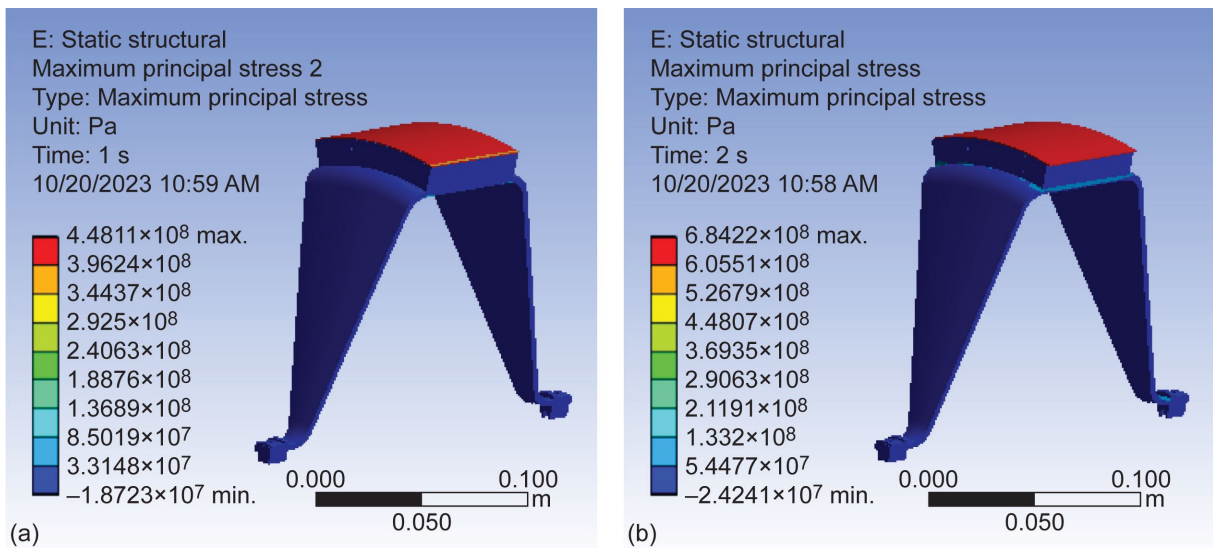 E: Static structural
Maximum principal stress 2
Type: Maximum principal stress
Unit: Pa
Time: 1 s
10/20/2023 10:59 AM
4.4811×10⁸ max.
3.9624×10⁸
3.4437×10⁸
2.925×10⁸
2.4063×10⁸
1.8876×10⁸
1.3689×10⁸
8.5019×10⁷
3.3148×10⁷
–1.8723×10⁷ min.
0.000 0.100
m
0.050
(a)
E: Static structural
Maximum principal stress
Type: Maximum principal stress
Unit: Pa
Time: 2 s
10/20/2023 10:58 AM
6.8422×10⁸ max.
6.0551×10⁸
5.2679×10⁸
4.4807×10⁸
3.6935×10⁸
2.9063×10⁸
2.1191×10⁸
1.332×10⁸
5.4477×10⁷
–2.4241×10⁷ min.
0.000 0.100
m
0.050
(b)